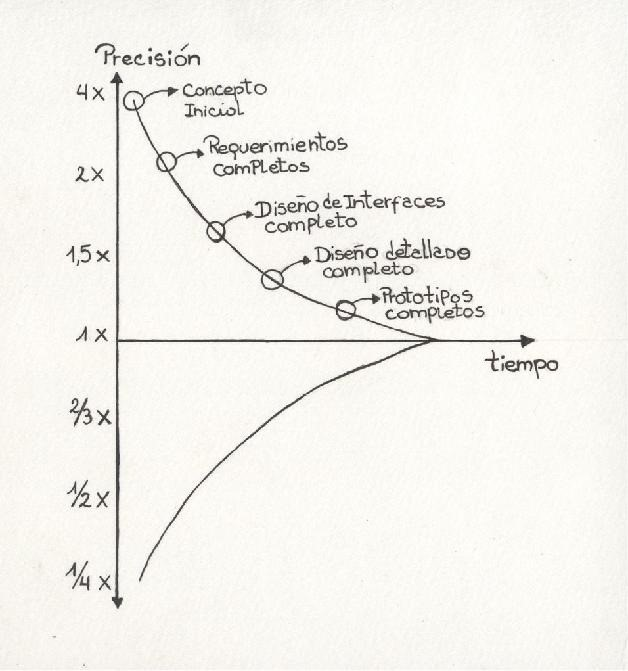 Precisión
4x
Concepto
Inicial
Requerimientos
completos
2x
Diseño de Interfaces
completo
1,5x
Diseño detallado
completo
Prototipos
completos
1x
tiempo
2/3x
1/2x
1/4x